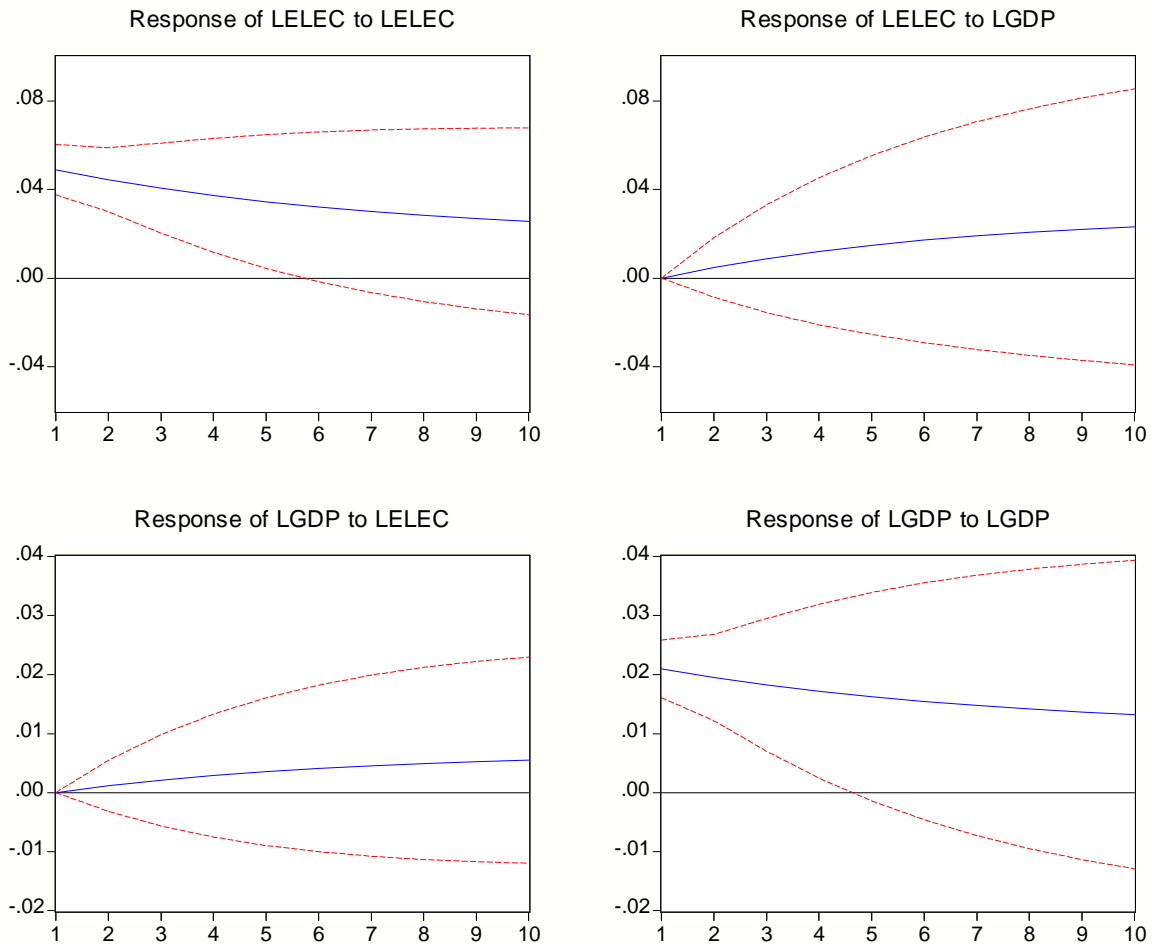 Response of LELEC to LELEC
.08
.04
.00
-.04
1 2 3 4 5 6 7 8 9 10
Response of LELEC to LGDP
.08
.04
.00
-.04
1 2 3 4 5 6 7 8 9 10
Response of LGDP to LELEC
.04
.03
.02
.01
.00
-.01
-.02
1 2 3 4 5 6 7 8 9 10
Response of LGDP to LGDP
.04
.03
.02
.01
.00
-.01
-.02
1 2 3 4 5 6 7 8 9 10